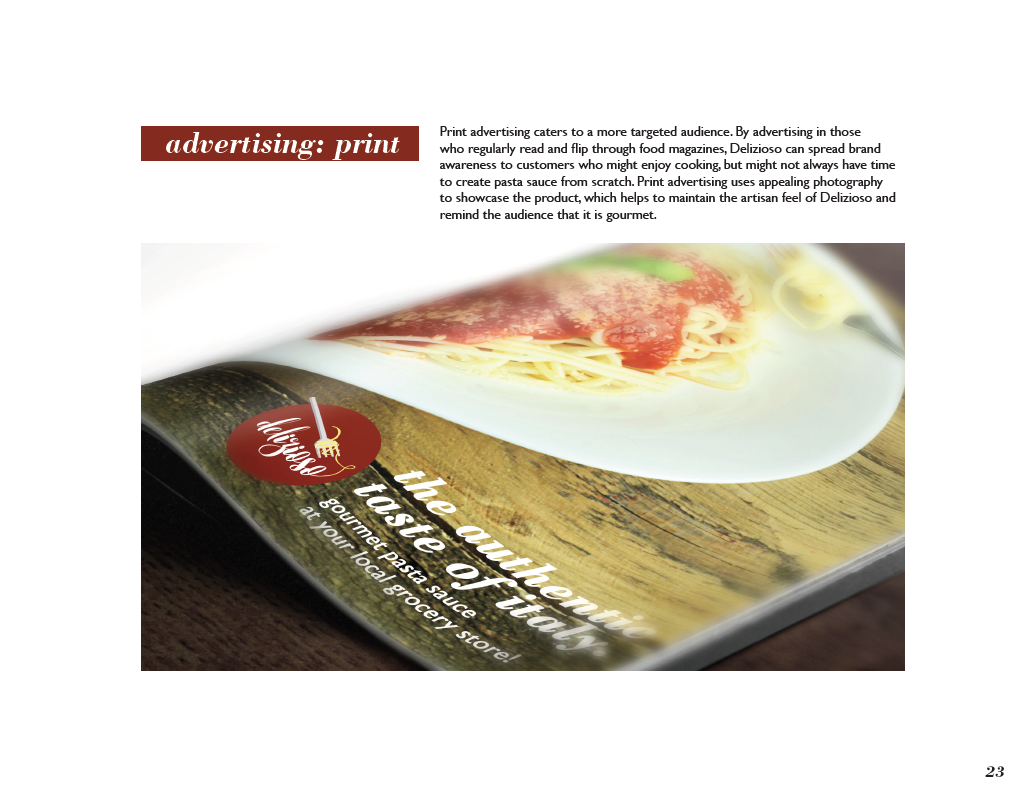 advertising: print
Print advertising caters to a more targeted audience. By advertising in those
who regularly read and flip through food magazines, Delizioso can spread brand
awareness to customers who might enjoy cooking, but might not always have time
to create pasta sauce from scratch. Print advertising uses appealing photography
to showcase the product, which helps to maintain the artisan feel of Delizioso and
remind the audience that it is gourmet.
delizioso
the authentic
taste of italy.
gourmet pasta sauce
at your local grocery store!
23